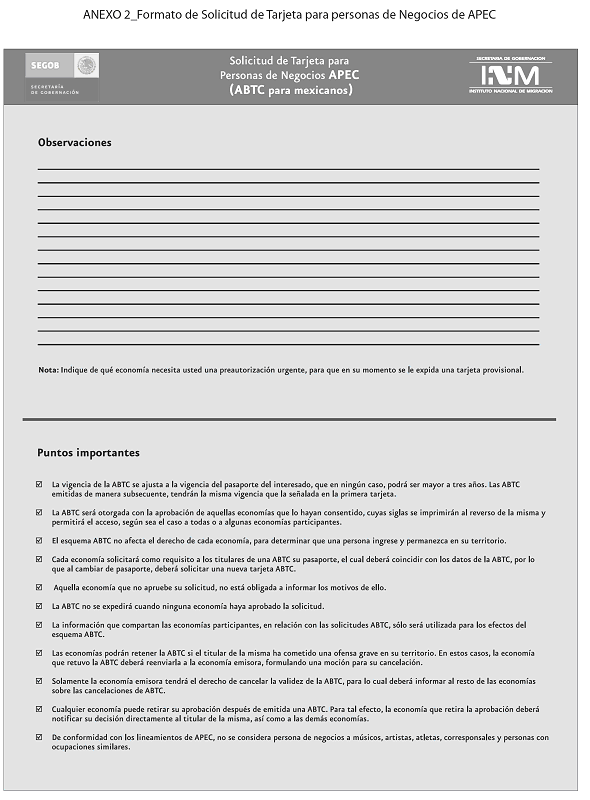 ANEXO 2_Formato de Solicitud de Tarjeta para personas de Negocios de APEC
SEGOB
SECRETARÍA
DE GOBERNACIÓN
Solicitud de Tarjeta para
Personas de Negocios APEC
(ABTC para mexicanos)
SECRETARIA DE GOBERNACION
INM
INSTITUTO NACIONAL DE MIGRACION
Observaciones
Nota: Indique de qué economía necesita usted una preautorización urgente, para que en su momento se le expida una tarjeta provisional.
Puntos importantes
La vigencia de la ABTC se ajusta a la vigencia del pasaporte del interesado, que en ningún caso, podrá ser mayor a tres años. Las ABTC
emitidas de manera subsecuente, tendrán la misma vigencia que la señalada en la primera tarjeta.
La ABTC será otorgada con la aprobación de aquellas economías que lo hayan consentido, cuyas siglas se imprimirán al reverso de la misma y
permitirá el acceso, según sea el caso a todas o a algunas economías participantes.
El esquema ABTC no afecta el derecho de cada economía, para determinar que una persona ingrese y permanezca en su territorio.
Cada economía solicitará como requisito a los titulares de una ABTC su pasaporte, el cual deberá coincidir con los datos de la ABTC, por lo
que al cambiar de pasaporte, deberá solicitar una nueva tarjeta ABTC.
Aquella economía que no apruebe su solicitud, no está obligada a informar los motivos de ello.
La ABTC no se expedirá cuando ninguna economía haya aprobado la solicitud.
La información que compartan las economías participantes, en relación con las solicitudes ABTC, sólo será utilizada para los efectos del
esquema ABTC.
Las economías podrán retener la ABTC si el titular de la misma ha cometido una ofensa grave en su territorio. En estos casos, la economía
que retuvo la ABTC deberá reenviarla a la economía emisora, formulando una moción para su cancelación.
Solamente la economía emisora tendrá el derecho de cancelar la validez de la ABTC, para lo cual deberá informar al resto de las economías
sobre las cancelaciones de ABTC.
Cualquier economía puede retirar su aprobación después de emitida una ABTC. Para tal efecto, la economía que retira la aprobación deberá
notificar su decisión directamente al titular de la misma, así como a las demás economías.
De conformidad con los lineamientos de APEC, no se considera persona de negocios a músicos, artistas, atletas, corresponsales y personas con
ocupaciones similares.